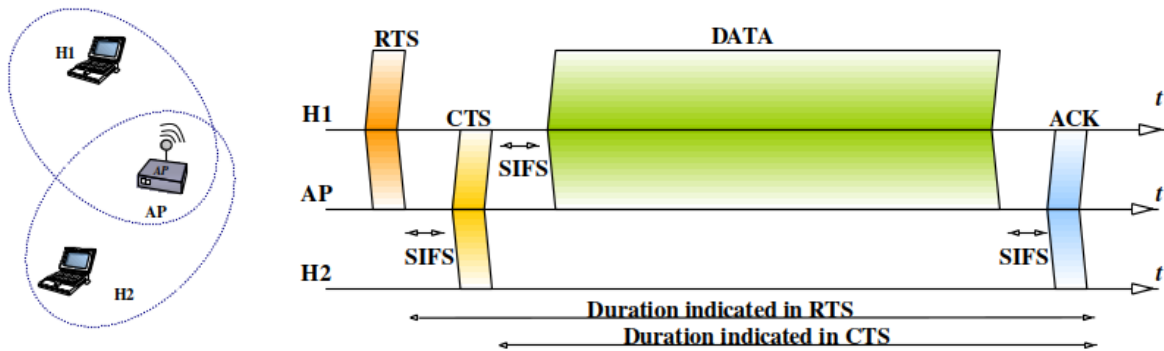 H1
AP
AP
H2
RTS
DATA
H1
CTS
ACK
t
SIFS
AP
t
SIFS
SIFS
H2
t
Duration indicated in RTS
Duration indicated in CTS